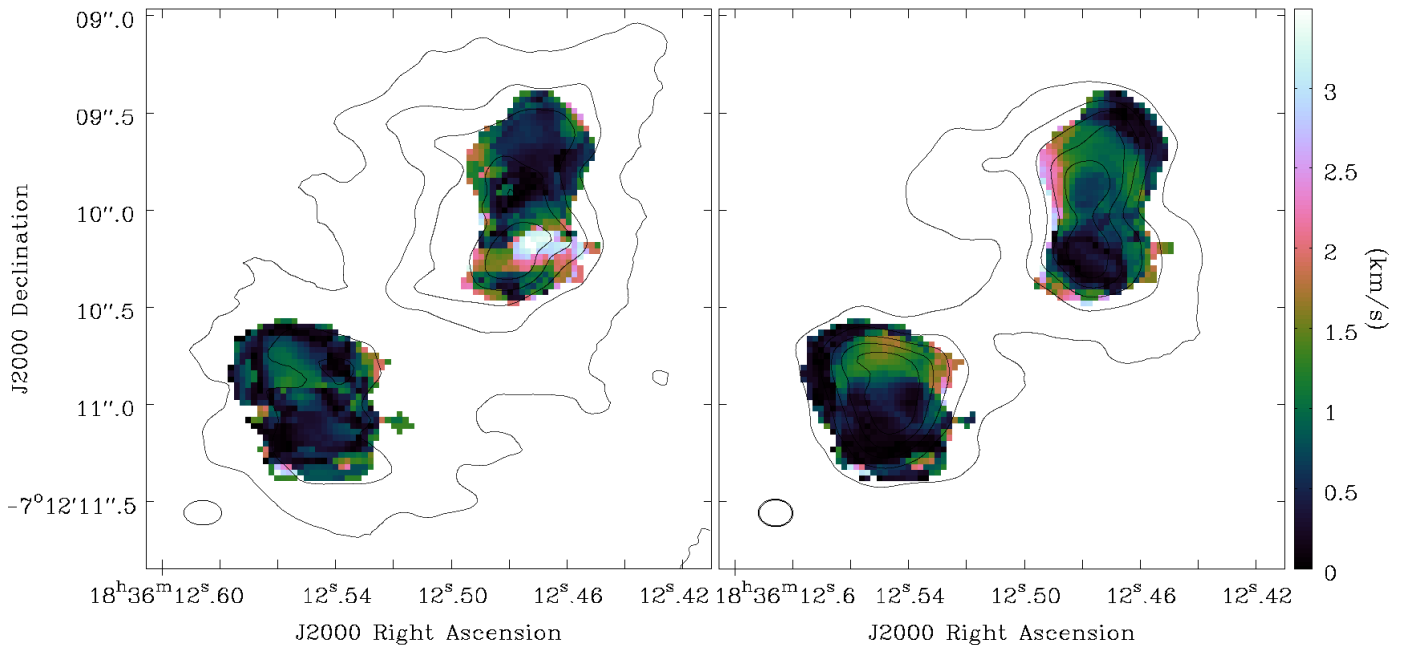 09".0
09".5
10".0
10".5
11".0
-7°12'11".5
J2000 Declination
18ʰ36ᵐ12ˢ.60
12ˢ.54
12ˢ.50
12ˢ.46
12ˢ.42
J2000 Right Ascension
18ʰ36ᵐ12ˢ.6
12ˢ.54
12ˢ.50
12ˢ.46
12ˢ.42
J2000 Right Ascension
3
2.5
2
1.5
1
0.5
0
(km/s)